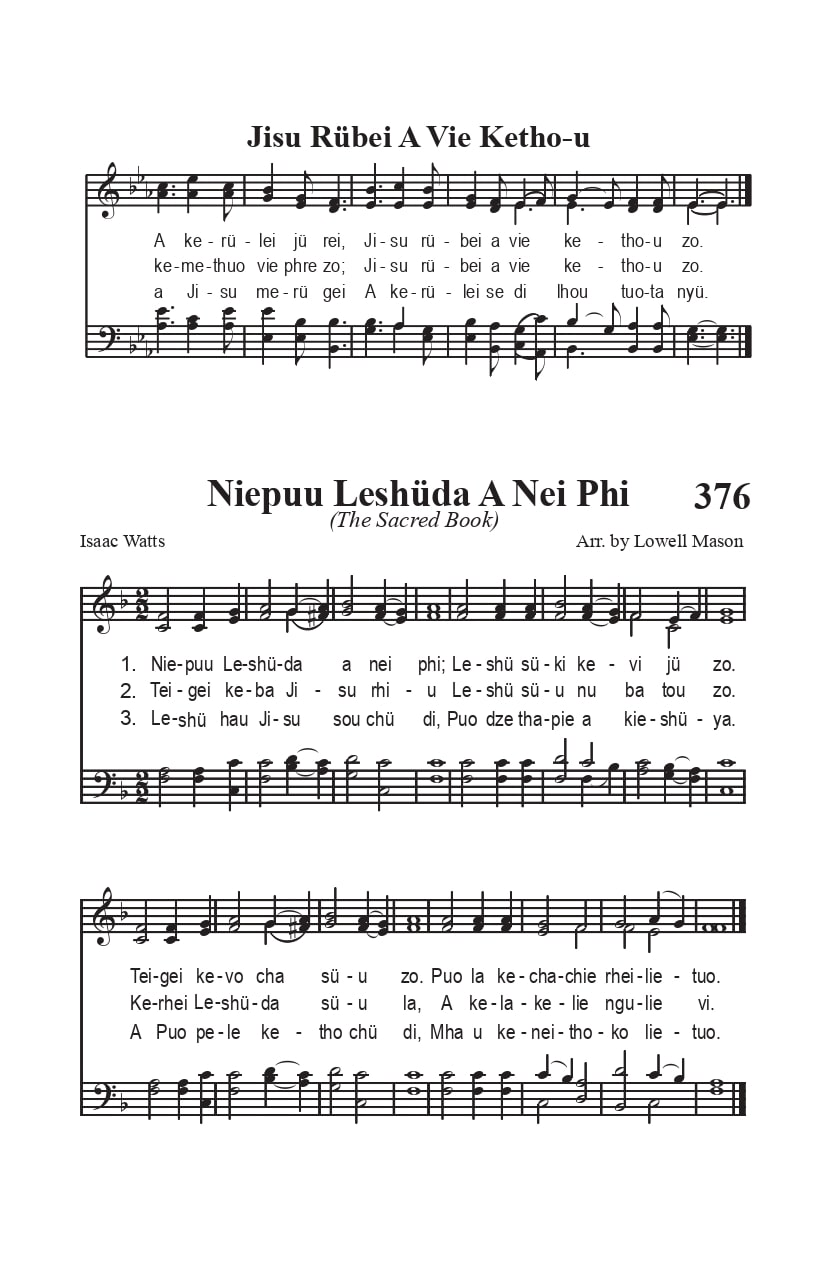 Jisu Rübei A Vie Ketho-u
A ke - rü - lei jü rei, Ji - su rü - bei a vie ke - tho - u zo.
ke - me - thuo vie phre zo; Ji - su rü - bei a vie ke - tho - u zo.
a Ji - su me - rü gei A ke - rü - lei se di lhou tuo - ta nyü.
Niepuu Leshüda A Nei Phi 376
(The Sacred Book)
Isaac Watts Arr. by Lowell Mason
1. Nie - puu Le - shü - da a nei phi; Le - shü sü - ki ke - vi jü zo.
2. Tei - gei ke - ba Ji - su rhi - u Le - shü sü - u nu ba tou zo.
3. Le - shü hau Ji - su sou chü di, Puo dze tha - pie a kie - shü - ya.
Tei - gei ke - vo cha sü - u zo. Puo la ke - cha - chie rhei - lie - tuo.
Ke - rhei Le - shü - da sü - u la, A ke - la - ke - lie ngu - lie vi.
A Puo pe - le ke - tho chü di, Mha u ke - nei - tho - ko lie - tuo.